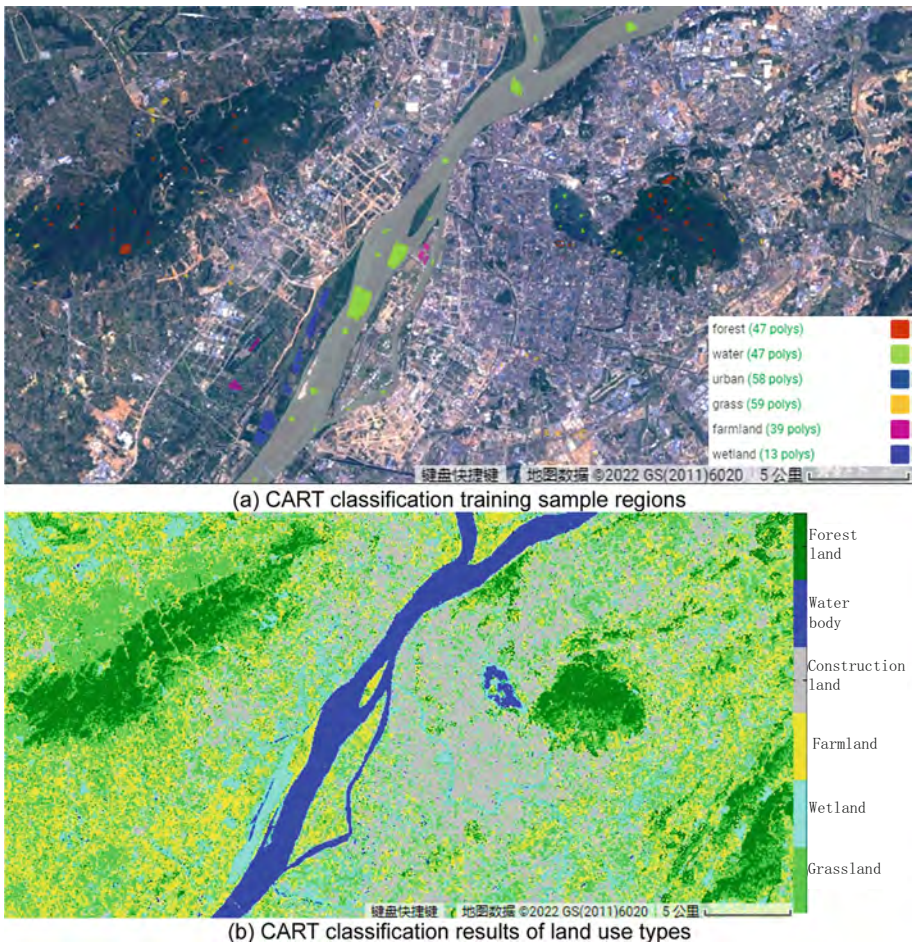 forest (47 polys)
water (47 polys)
urban (58 polys)
grass (59 polys)
farmland (39 polys)
wetland (13 polys)
键盘快捷键 地图数据 ©2022 GS(2011)6020 5 公里
(a) CART classification training sample regions
Forest
land
Water
body
Construction
land
Farmland
Wetland
Grassland
键盘快捷键 地图数据 ©2022 GS(2011)6020 5 公里
(b) CART classification results of land use types